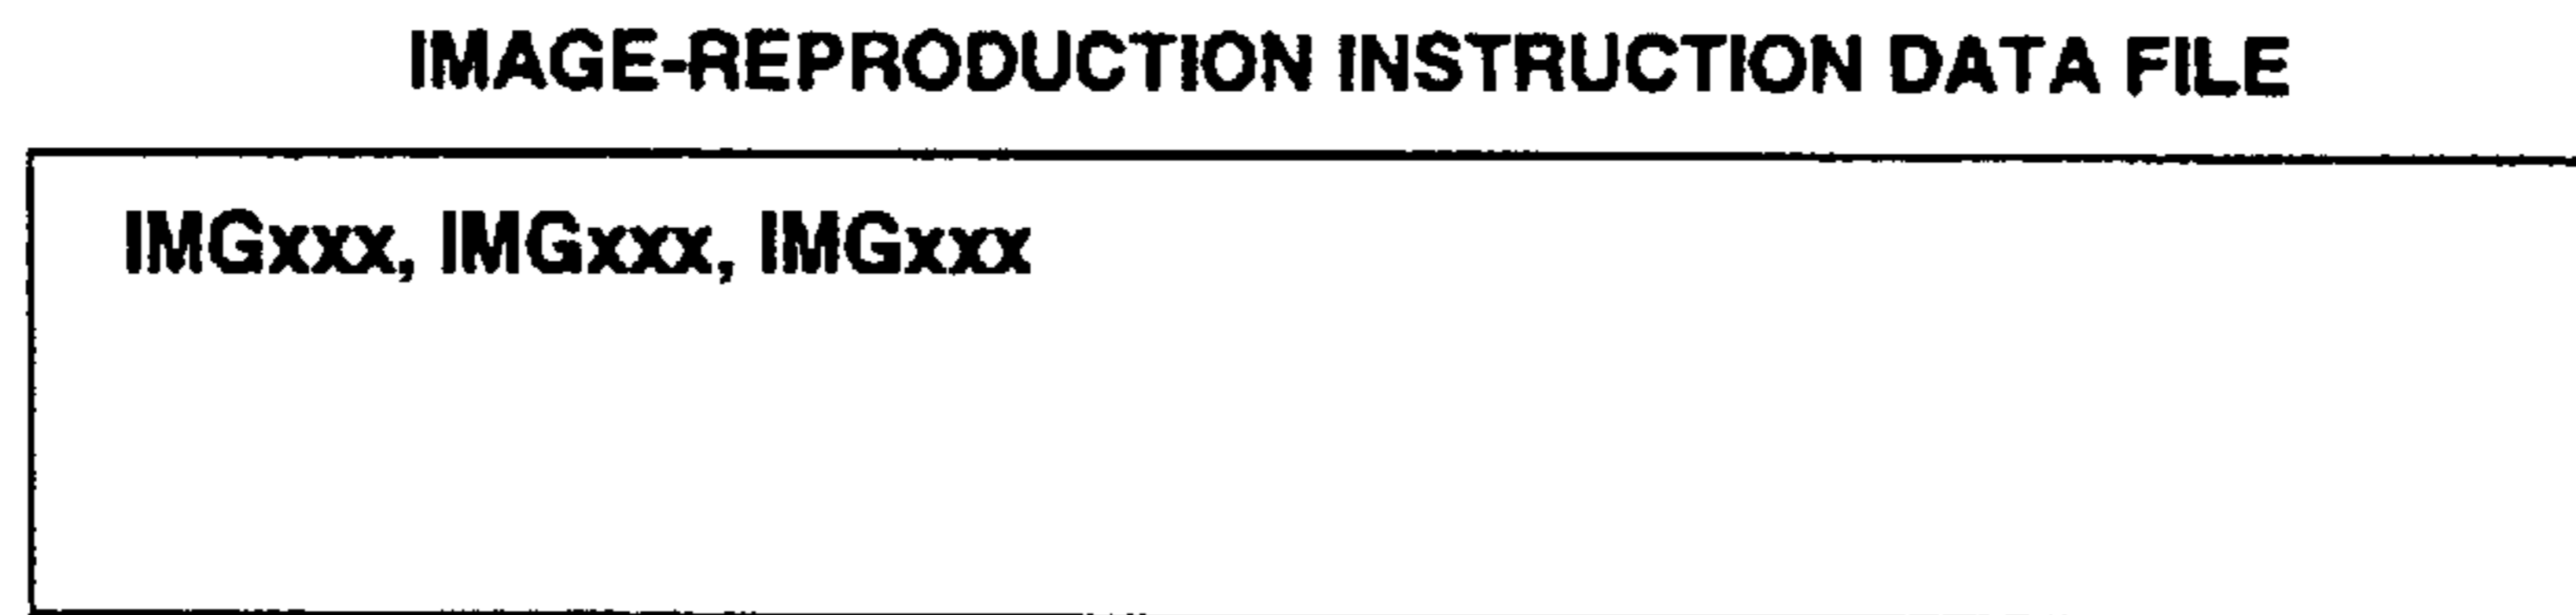 IMAGE-REPRODUCTION INSTRUCTION DATA FILE
IMGxxx, IMGxxx, IMGxxx